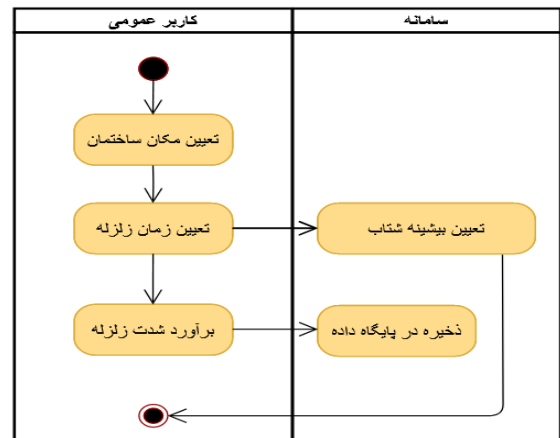 کاربر عمومی
سامانه
تعیین مکان ساختمان
تعیین زمان زلزله
تعیین بیشینه شتاب
برآورد شدت زلزله
ذخیره در پایگاه داده